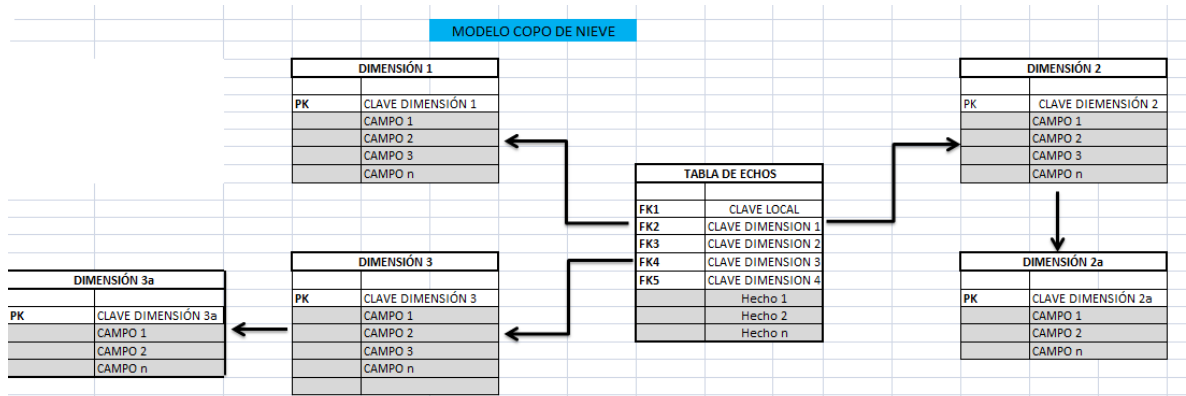 MODELO COPO DE NIEVE
DIMENSIÓN 1
PK CLAVE DIMENSIÓN 1
CAMPO 1
CAMPO 2
CAMPO 3
CAMPO n
DIMENSIÓN 2
PK CLAVE DIEMENSIÓN 2
CAMPO 1
CAMPO 2
CAMPO 3
CAMPO n
TABLA DE ECHOS
FK1 CLAVE LOCAL
FK2 CLAVE DIMENSION 1
FK3 CLAVE DIMENSION 2
FK4 CLAVE DIMENSION 3
FK5 CLAVE DIMENSION 4
Hecho 1
Hecho 2
Hecho n
DIMENSIÓN 3a
PK CLAVE DIMENSIÓN 3a
CAMPO 1
CAMPO 2
CAMPO n
DIMENSIÓN 3
PK CLAVE DIMENSIÓN 3
CAMPO 1
CAMPO 2
CAMPO 3
CAMPO n
DIMENSIÓN 2a
PK CLAVE DIMENSIÓN 2a
CAMPO 1
CAMPO 2
CAMPO n